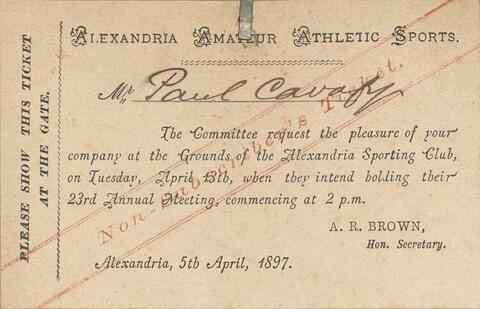 Alexandria Amateur Athletic Sports.
Mr Paul Cavafy
The Committee request the pleasure of your
company at the Grounds of the Alexandria Sporting Club,
on Tuesday, April 13th, when they intend holding their
23rd Annual Meeting, commencing at 2 p.m.
A. R. BROWN,
Hon. Secretary.
Alexandria, 5th April, 1897.
PLEASE SHOW THIS TICKET
AT THE GATE.
Non-Subscriber's Ticket.